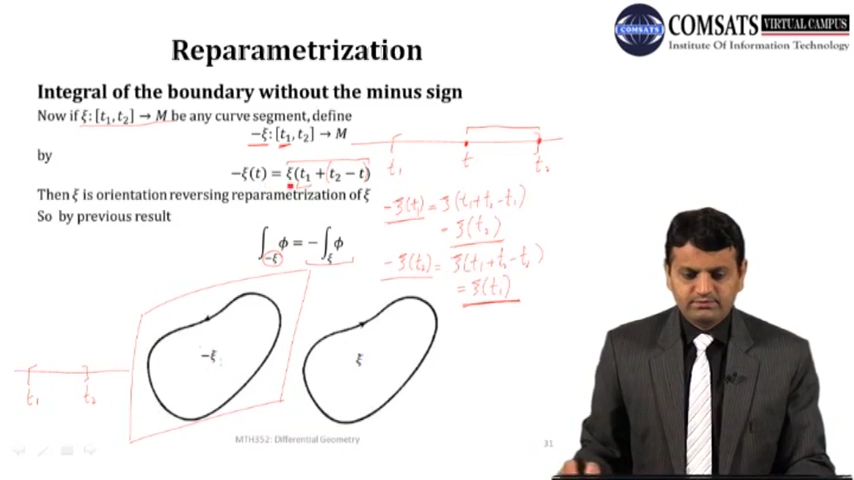 COMSATS VIRTUAL CAMPUS
COMSATS
Institute Of Information Technology
Reparametrization
Integral of the boundary without the minus sign
Now if ξ: [t₁, t₂] → M be any curve segment, define
−ξ: [t₁, t₂] → M
by
−ξ(t) = ξ(t₁ + (t₂ − t)
Then ξ is orientation reversing reparametrization of ξ
So by previous result
∫_{−ξ} ϕ = − ∫_ξ ϕ
t₁ t t₂
−ξ(t₁) = ξ(t₁+t₂−t₁)
= ξ(t₂)
−ξ(t₂) = ξ(t₁+t₂−t₂)
= ξ(t₁)
−ξ
ξ
t₁ t₂
MTH352: Differential Geometry
31